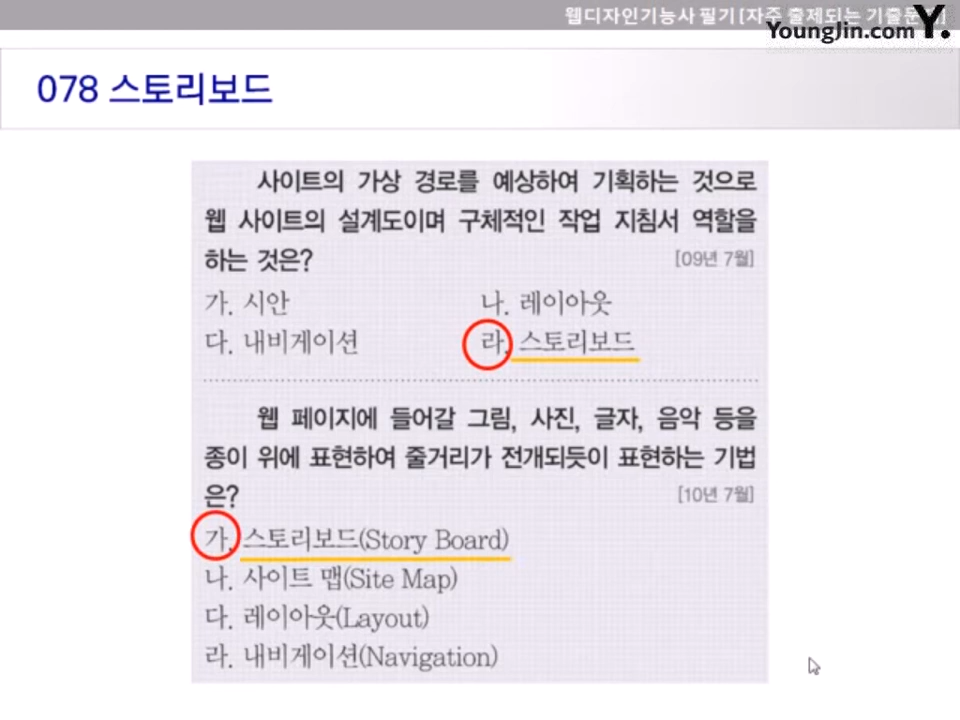 웹디자인기능사 필기 [자주 출제되는 기출문제]
YoungJin.com Y.
078 스토리보드
사이트의 가상 경로를 예상하여 기획하는 것으로
웹 사이트의 설계도이며 구체적인 작업 지침서 역할을
하는 것은? [09년 7월]
가. 시안 나. 레이아웃
다. 내비게이션 라. 스토리보드
웹 페이지에 들어갈 그림, 사진, 글자, 음악 등을
종이 위에 표현하여 줄거리가 전개되듯이 표현하는 기법
은? [10년 7월]
가. 스토리보드(Story Board)
나. 사이트 맵(Site Map)
다. 레이아웃(Layout)
라. 내비게이션(Navigation)